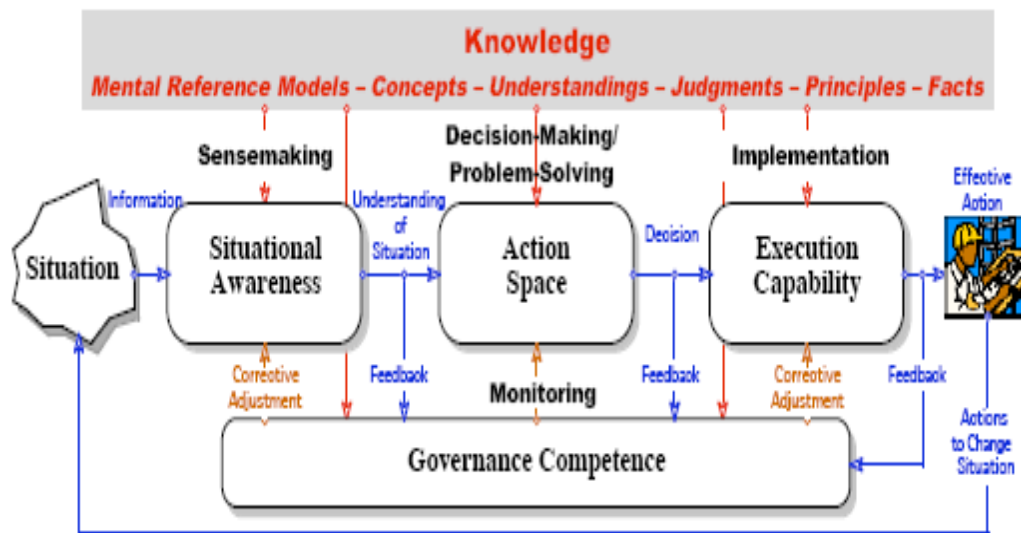 Knowledge
Mental Reference Models – Concepts – Understandings – Judgments – Principles – Facts
Sensemaking
Decision-Making/
Problem-Solving
Implementation
Information
Understanding
of
Situation
Decision
Effective
Action
Situation
Situational
Awareness
Action
Space
Execution
Capability
Corrective
Adjustment
Feedback
Monitoring
Feedback
Corrective
Adjustment
Feedback
Governance Competence
Actions
to Change
Situation